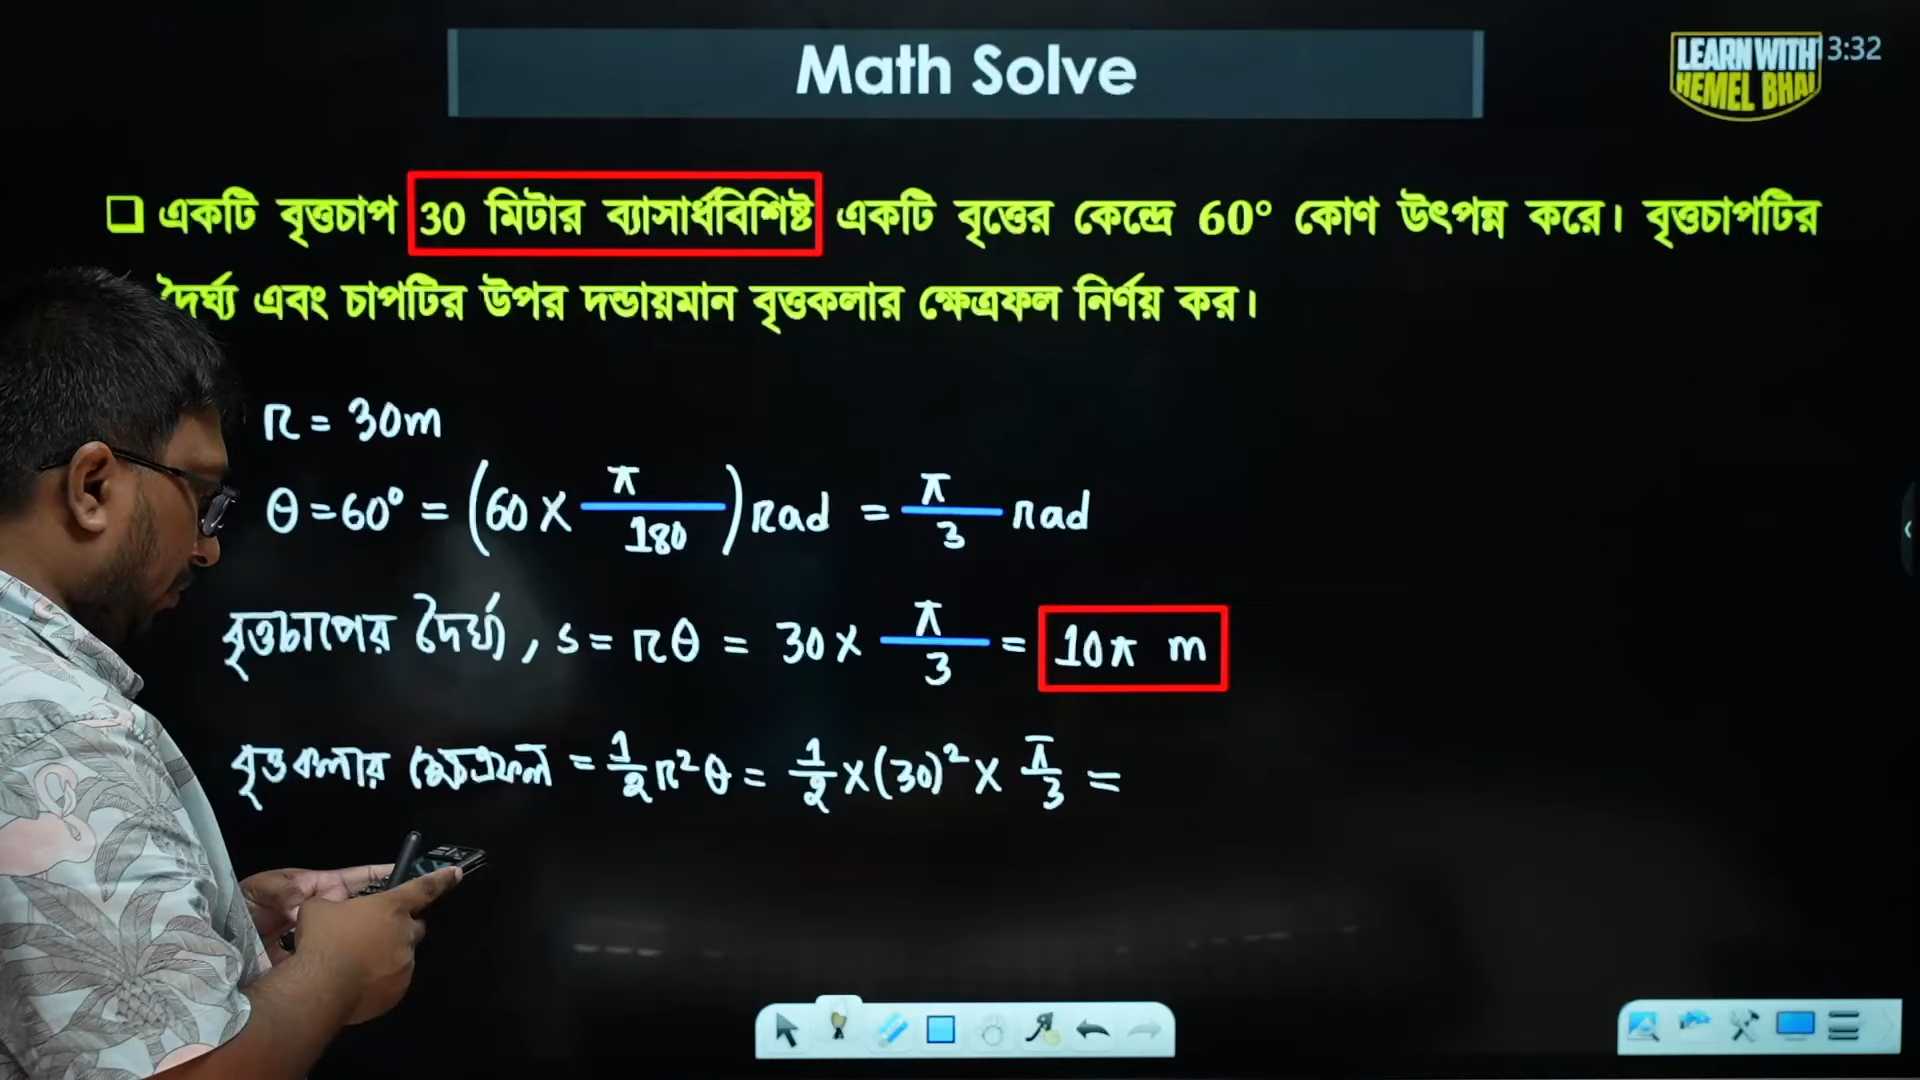 Math Solve
LEARN WITH
HEMEL BHAI
3:32
❑ একটি বৃত্তচাপ 30 মিটার ব্যাসার্ধবিশিষ্ট একটি বৃত্তের কেন্দ্রে 60° কোণ উৎপন্ন করে। বৃত্তচাপটির
দৈর্ঘ্য এবং চাপটির উপর দন্ডায়মান বৃত্তকলার ক্ষেত্রফল নির্ণয় কর।
r = 30m
θ = 60° = (60 × π/180) rad = π/3 rad
বৃত্তচাপের দৈর্ঘ্য, s = rθ = 30 × π/3 = 10π m
বৃত্তকলার ক্ষেত্রফল = 1/2 r²θ = 1/2 × (30)² × π/3 =